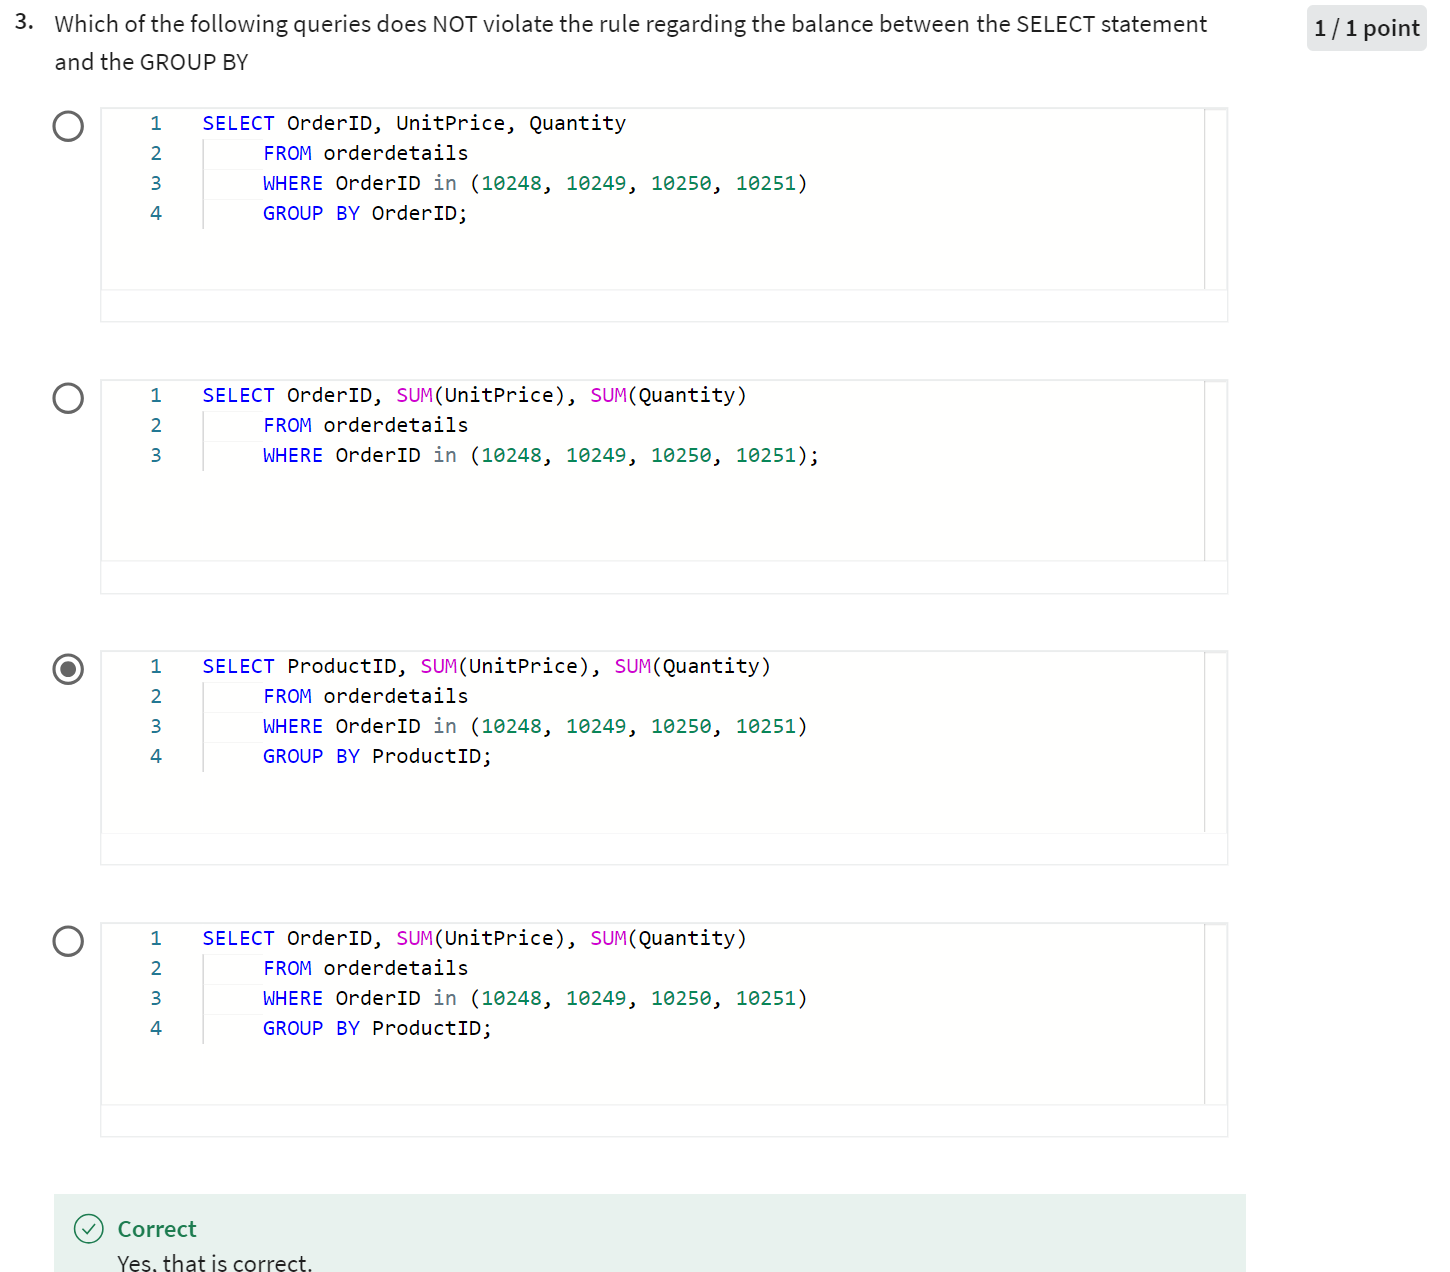 3. Which of the following queries does NOT violate the rule regarding the balance between the SELECT statement
and the GROUP BY
1 / 1 point
1 SELECT OrderID, UnitPrice, Quantity
2 FROM orderdetails
3 WHERE OrderID in (10248, 10249, 10250, 10251)
4 GROUP BY OrderID;
1 SELECT OrderID, SUM(UnitPrice), SUM(Quantity)
2 FROM orderdetails
3 WHERE OrderID in (10248, 10249, 10250, 10251);
1 SELECT ProductID, SUM(UnitPrice), SUM(Quantity)
2 FROM orderdetails
3 WHERE OrderID in (10248, 10249, 10250, 10251)
4 GROUP BY ProductID;
1 SELECT OrderID, SUM(UnitPrice), SUM(Quantity)
2 FROM orderdetails
3 WHERE OrderID in (10248, 10249, 10250, 10251)
4 GROUP BY ProductID;
Correct
Yes, that is correct.